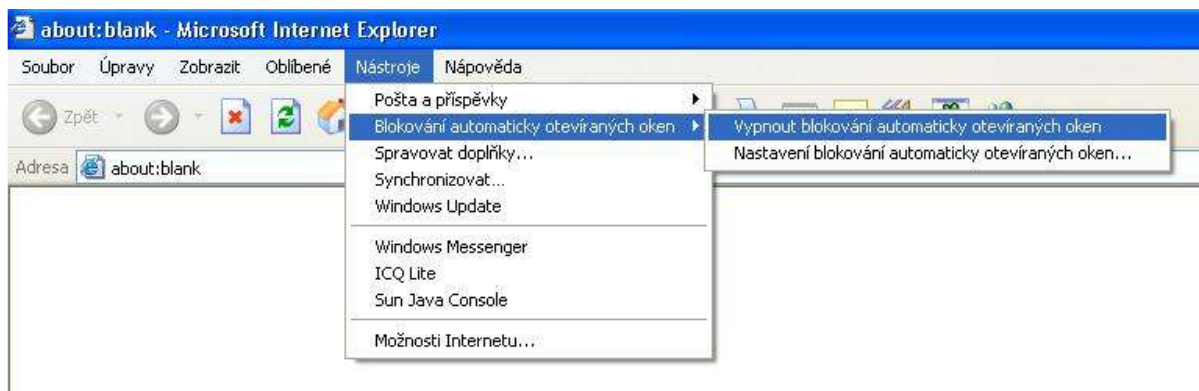 about:blank - Microsoft Internet Explorer
Soubor Úpravy Zobrazit Oblíbené Nástroje Nápověda
Zpět
Adresa about:blank
Pošta a příspěvky
Blokování automaticky otevíraných oken
Spravovat doplňky...
Synchronizovat...
Windows Update
Windows Messenger
ICQ Lite
Sun Java Console
Možnosti Internetu...
Vypnout blokování automaticky otevíraných oken
Nastavení blokování automaticky otevíraných oken...